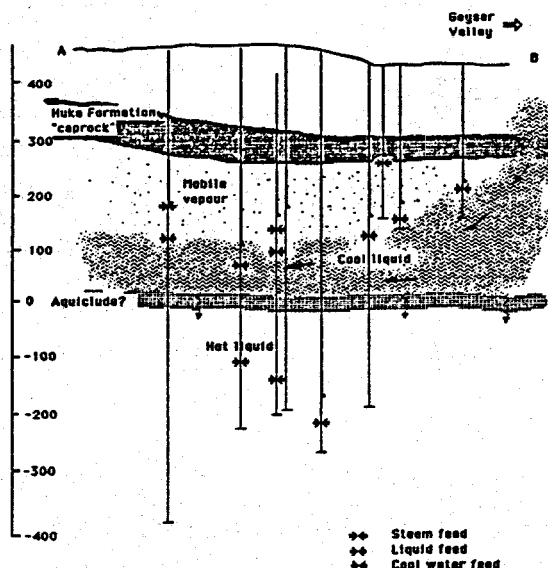 Geyser
Valley
A
B
400
Huka Formation
"caprock"
300
Mobile
vapour
200
100
Cool liquid
0
Aquiclude?
Hot liquid
-100
-200
-300
-400
Steam feed
Liquid feed
Cool water feed